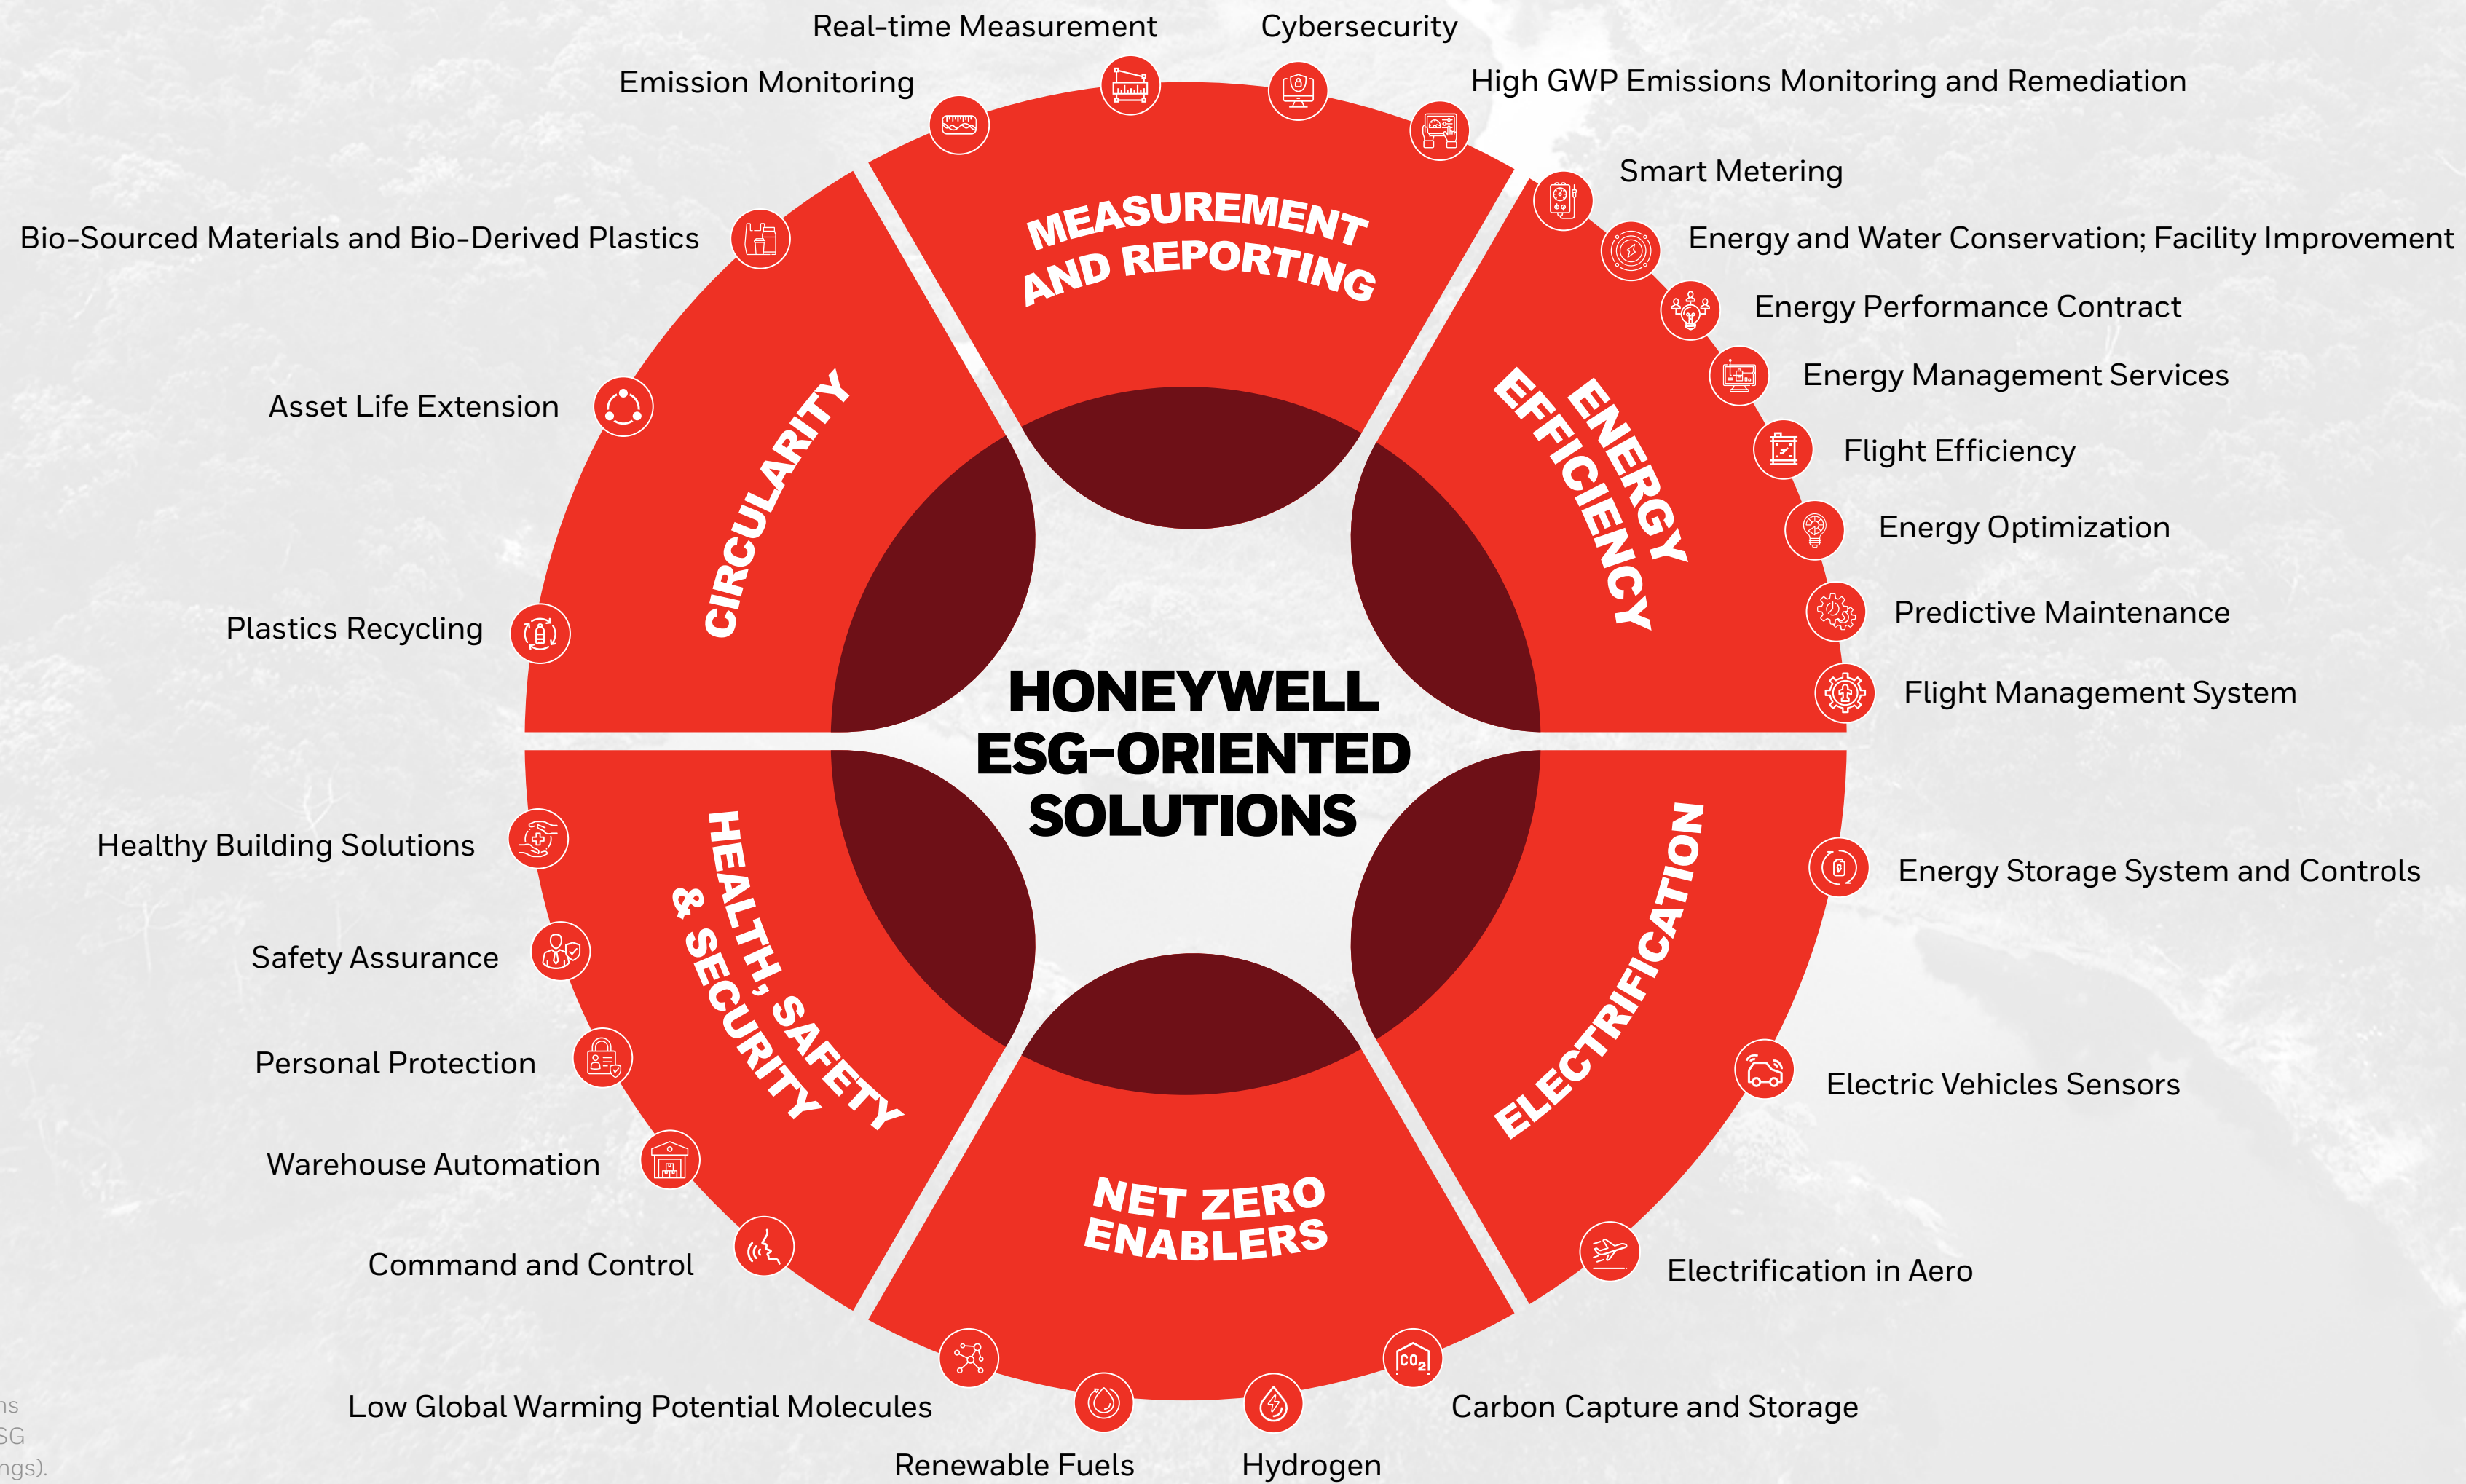 Real-time Measurement
Cybersecurity
Emission Monitoring
High GWP Emissions Monitoring and Remediation
Smart Metering
Bio-Sourced Materials and Bio-Derived Plastics
Energy and Water Conservation; Facility Improvement
Energy Performance Contract
Energy Management Services
Asset Life Extension
Flight Efficiency
Energy Optimization
Plastics Recycling
Predictive Maintenance
Flight Management System
MEASUREMENT
AND REPORTING
CIRCULARITY
ENERGY
EFFICIENCY
HONEYWELL
ESG-ORIENTED
SOLUTIONS
HEALTH, SAFETY
& SECURITY
ELECTRIFICATION
NET ZERO
ENABLERS
Healthy Building Solutions
Energy Storage System and Controls
Safety Assurance
Personal Protection
Electric Vehicles Sensors
Warehouse Automation
Command and Control
Electrification in Aero
Low Global Warming Potential Molecules
Carbon Capture and Storage
CO2
Renewable Fuels
Hydrogen
ns
SG
ngs).